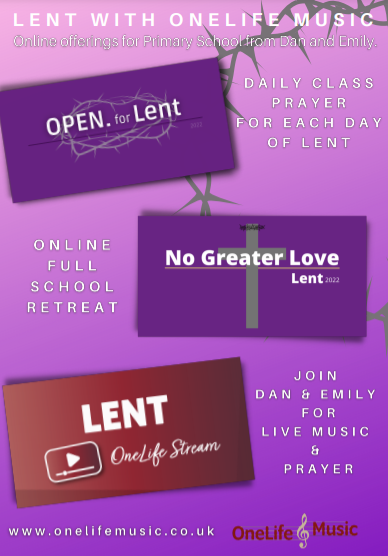 LENT WITH ONELIFE MUSIC
Online offerings for Primary School from Dan and Emily.
OPEN. for Lent
DAILY CLASS
PRAYER
FOR EACH DAY
OF LENT
ONLINE
FULL
SCHOOL
RETREAT
No Greater Love
Lent 2022
LENT
OneLife Stream
JOIN
DAN & EMILY
FOR
LIVE MUSIC
&
PRAYER
www.onelifemusic.co.uk
OneLife Music